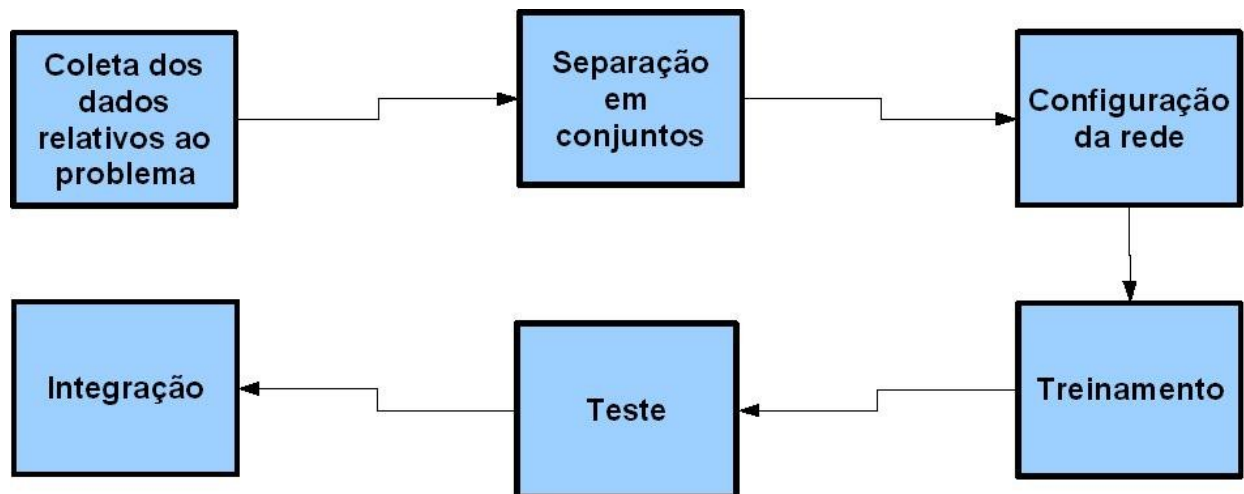 Coleta dos
dados
relativos ao
problema
Separação
em
conjuntos
Configuração
da rede
Treinamento
Teste
Integração